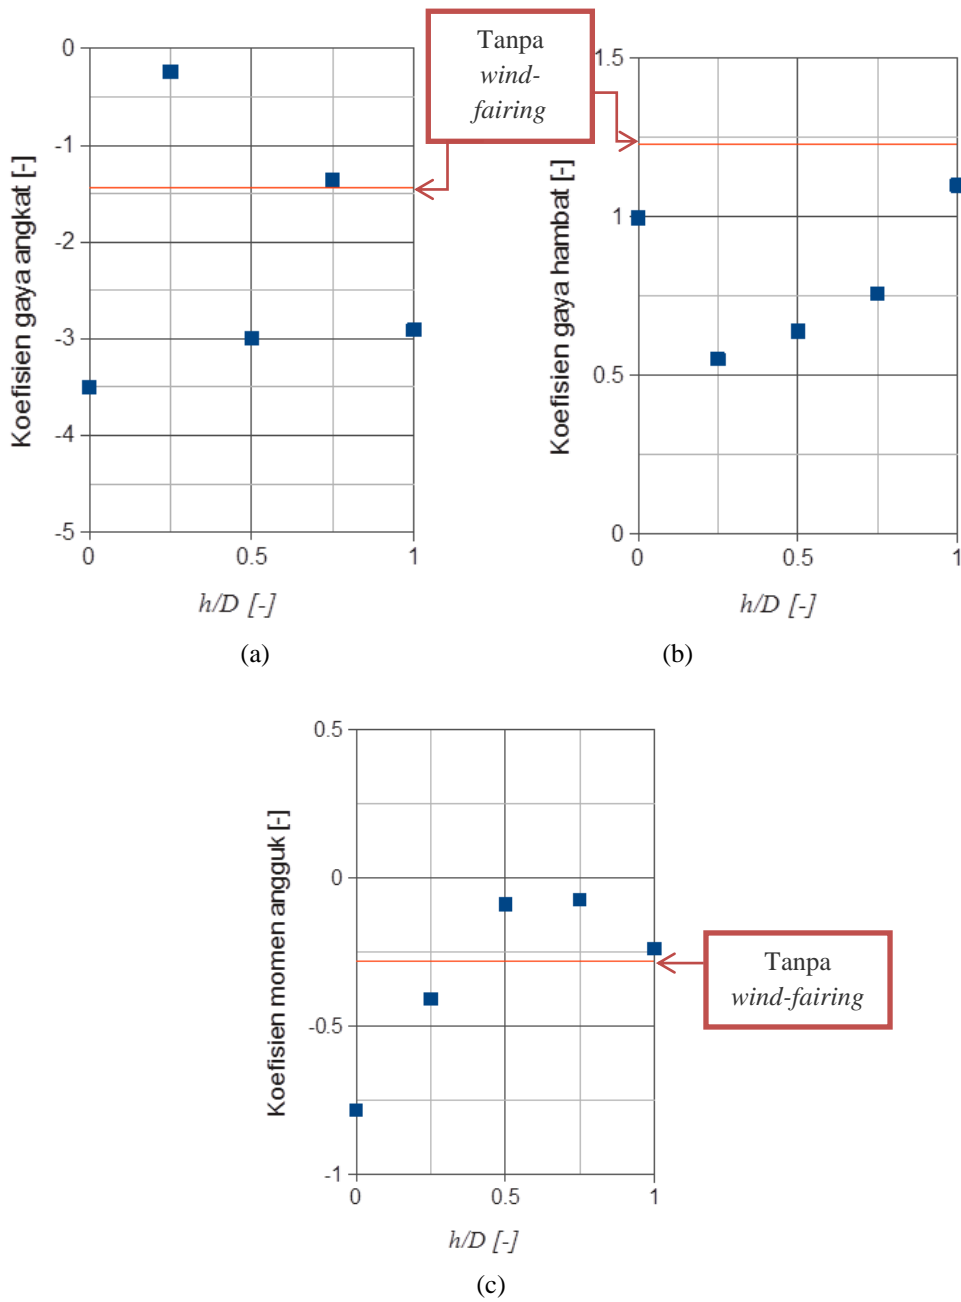 Tanpa
wind-
fairing
Koefisien gaya angkat [-]
0
-1
-2
-3
-4
-5
0
0.5
1
h/D [-]
(a)
Koefisien gaya hambat [-]
1.5
1
0.5
0
0
0.5
1
h/D [-]
(b)
Koefisien momen angguk [-]
0.5
0
-0.5
-1
0
0.5
1
h/D [-]
Tanpa
wind-fairing
(c)